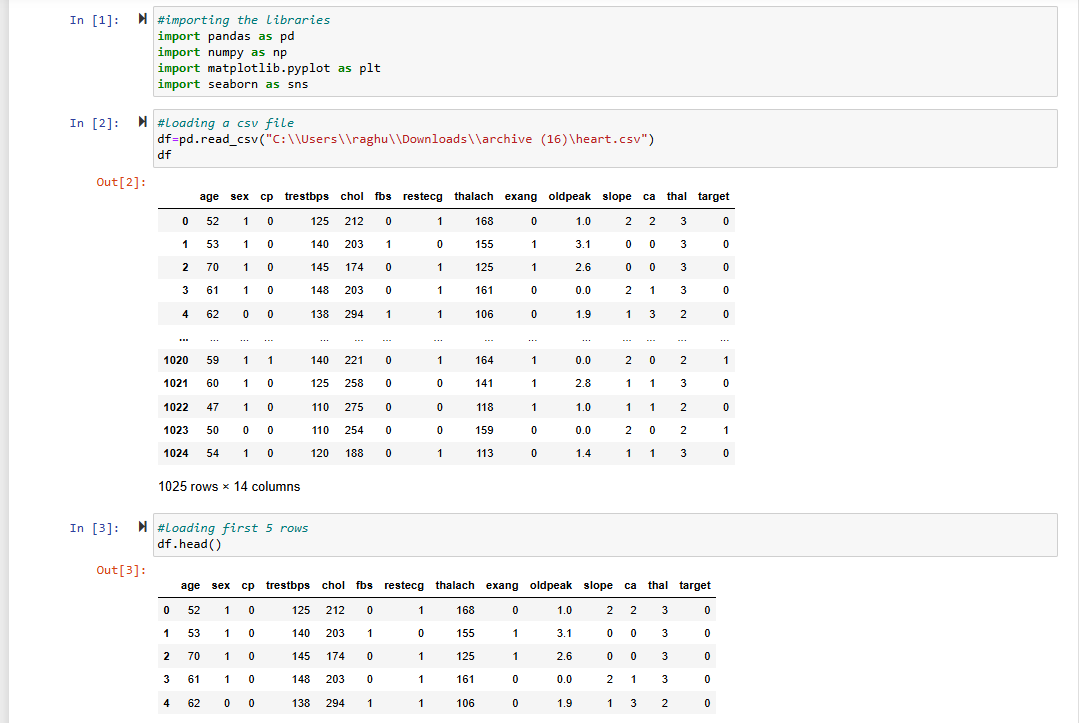 In [1]:
#importing the libraries
import pandas as pd
import numpy as np
import matplotlib.pyplot as plt
import seaborn as sns
In [2]:
#loading a csv file
df=pd.read_csv("C:\\Users\\raghu\\Downloads\\archive (16)\heart.csv")
df
Out[2]:
age sex cp trestbps chol fbs restecg thalach exang oldpeak slope ca thal target
0 52 1 0 125 212 0 1 168 0 1.0 2 2 3 0
1 53 1 0 140 203 1 0 155 1 3.1 0 0 3 0
2 70 1 0 145 174 0 1 125 1 2.6 0 0 3 0
3 61 1 0 148 203 0 1 161 0 0.0 2 1 3 0
4 62 0 0 138 294 1 1 106 0 1.9 1 3 2 0
... ... ... ... ... ... ... ... ... ... ... ... ... ... ...
1020 59 1 1 140 221 0 1 164 1 0.0 2 0 2 1
1021 60 1 0 125 258 0 0 141 1 2.8 1 1 3 0
1022 47 1 0 110 275 0 0 118 1 1.0 1 1 2 0
1023 50 0 0 110 254 0 0 159 0 0.0 2 0 2 1
1024 54 1 0 120 188 0 1 113 0 1.4 1 1 3 0
1025 rows × 14 columns
In [3]:
#loading first 5 rows
df.head()
Out[3]:
age sex cp trestbps chol fbs restecg thalach exang oldpeak slope ca thal target
0 52 1 0 125 212 0 1 168 0 1.0 2 2 3 0
1 53 1 0 140 203 1 0 155 1 3.1 0 0 3 0
2 70 1 0 145 174 0 1 125 1 2.6 0 0 3 0
3 61 1 0 148 203 0 1 161 0 0.0 2 1 3 0
4 62 0 0 138 294 1 1 106 0 1.9 1 3 2 0